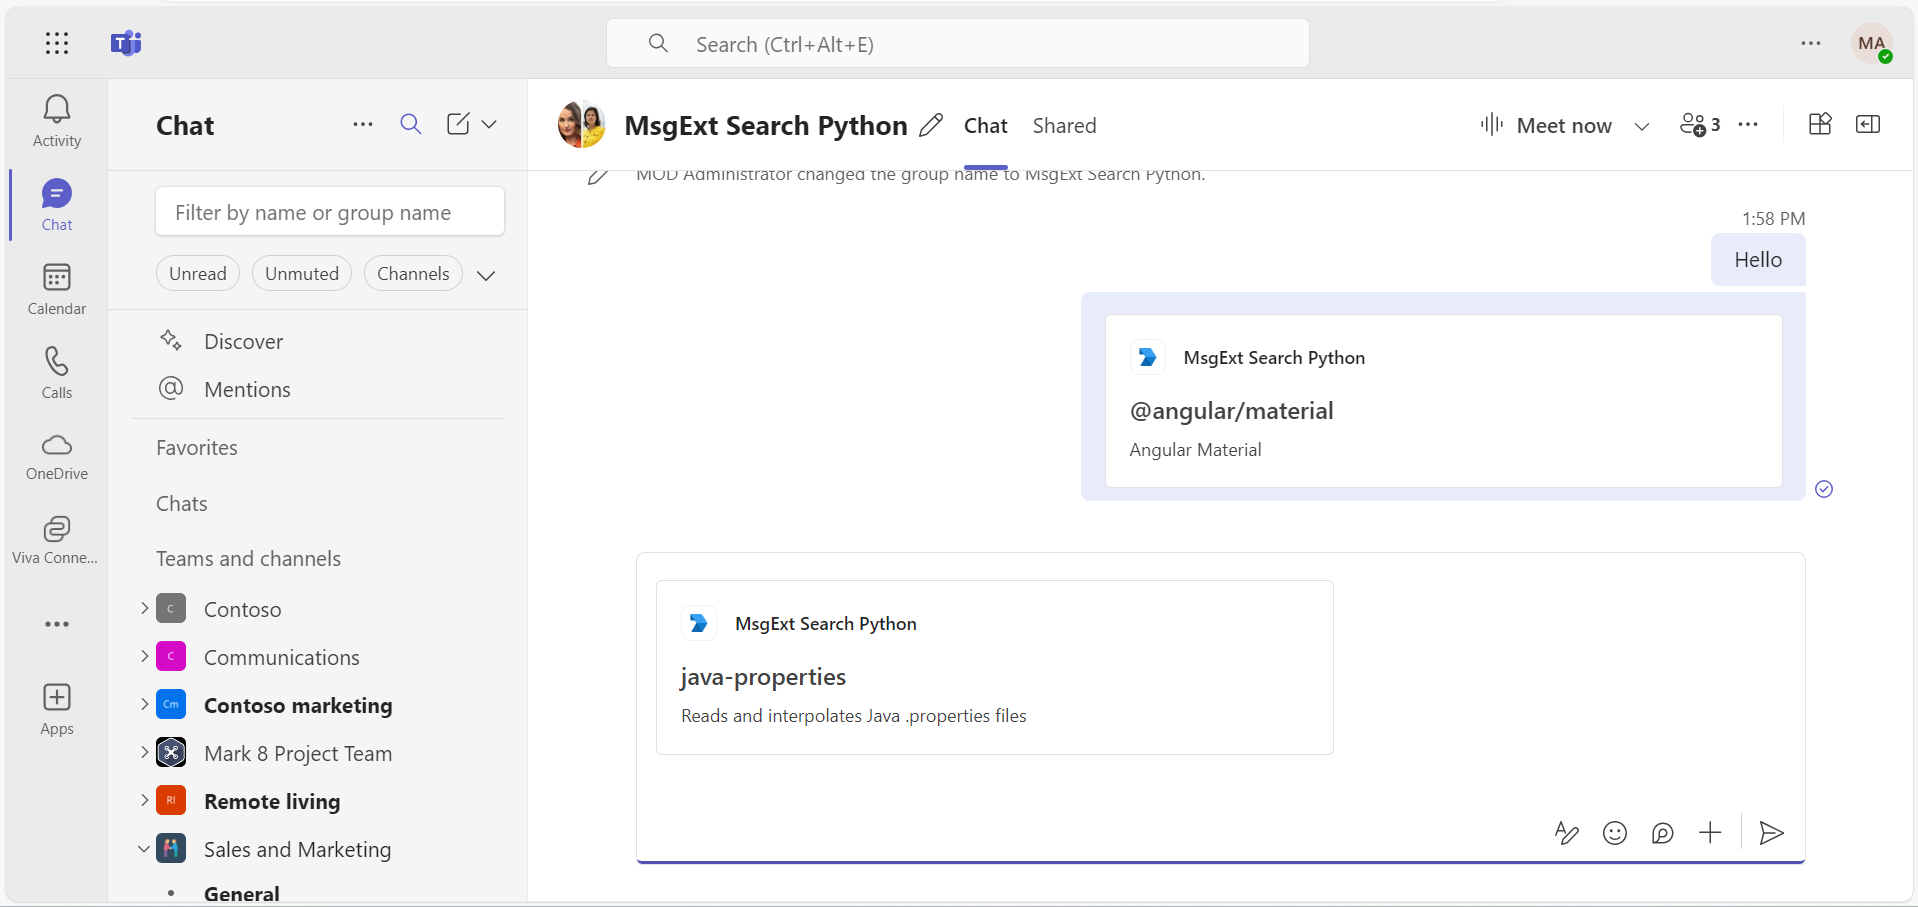 Search (Ctrl+Alt+E)
MA
Activity
Chat
Calendar
Calls
OneDrive
Viva Conne...
Apps
Chat
Filter by name or group name
Unread
Unmuted
Channels
Discover
Mentions
Favorites
Chats
Teams and channels
C
Contoso
C
Communications
Cm
Contoso marketing
Mark 8 Project Team
RI
Remote living
Sales and Marketing
General
MsgExt Search Python
Chat
Shared
Meet now
3
MOD Administrator changed the group name to MsgExt Search Python.
1:58 PM
Hello
MsgExt Search Python
@angular/material
Angular Material
MsgExt Search Python
java-properties
Reads and interpolates Java .properties files